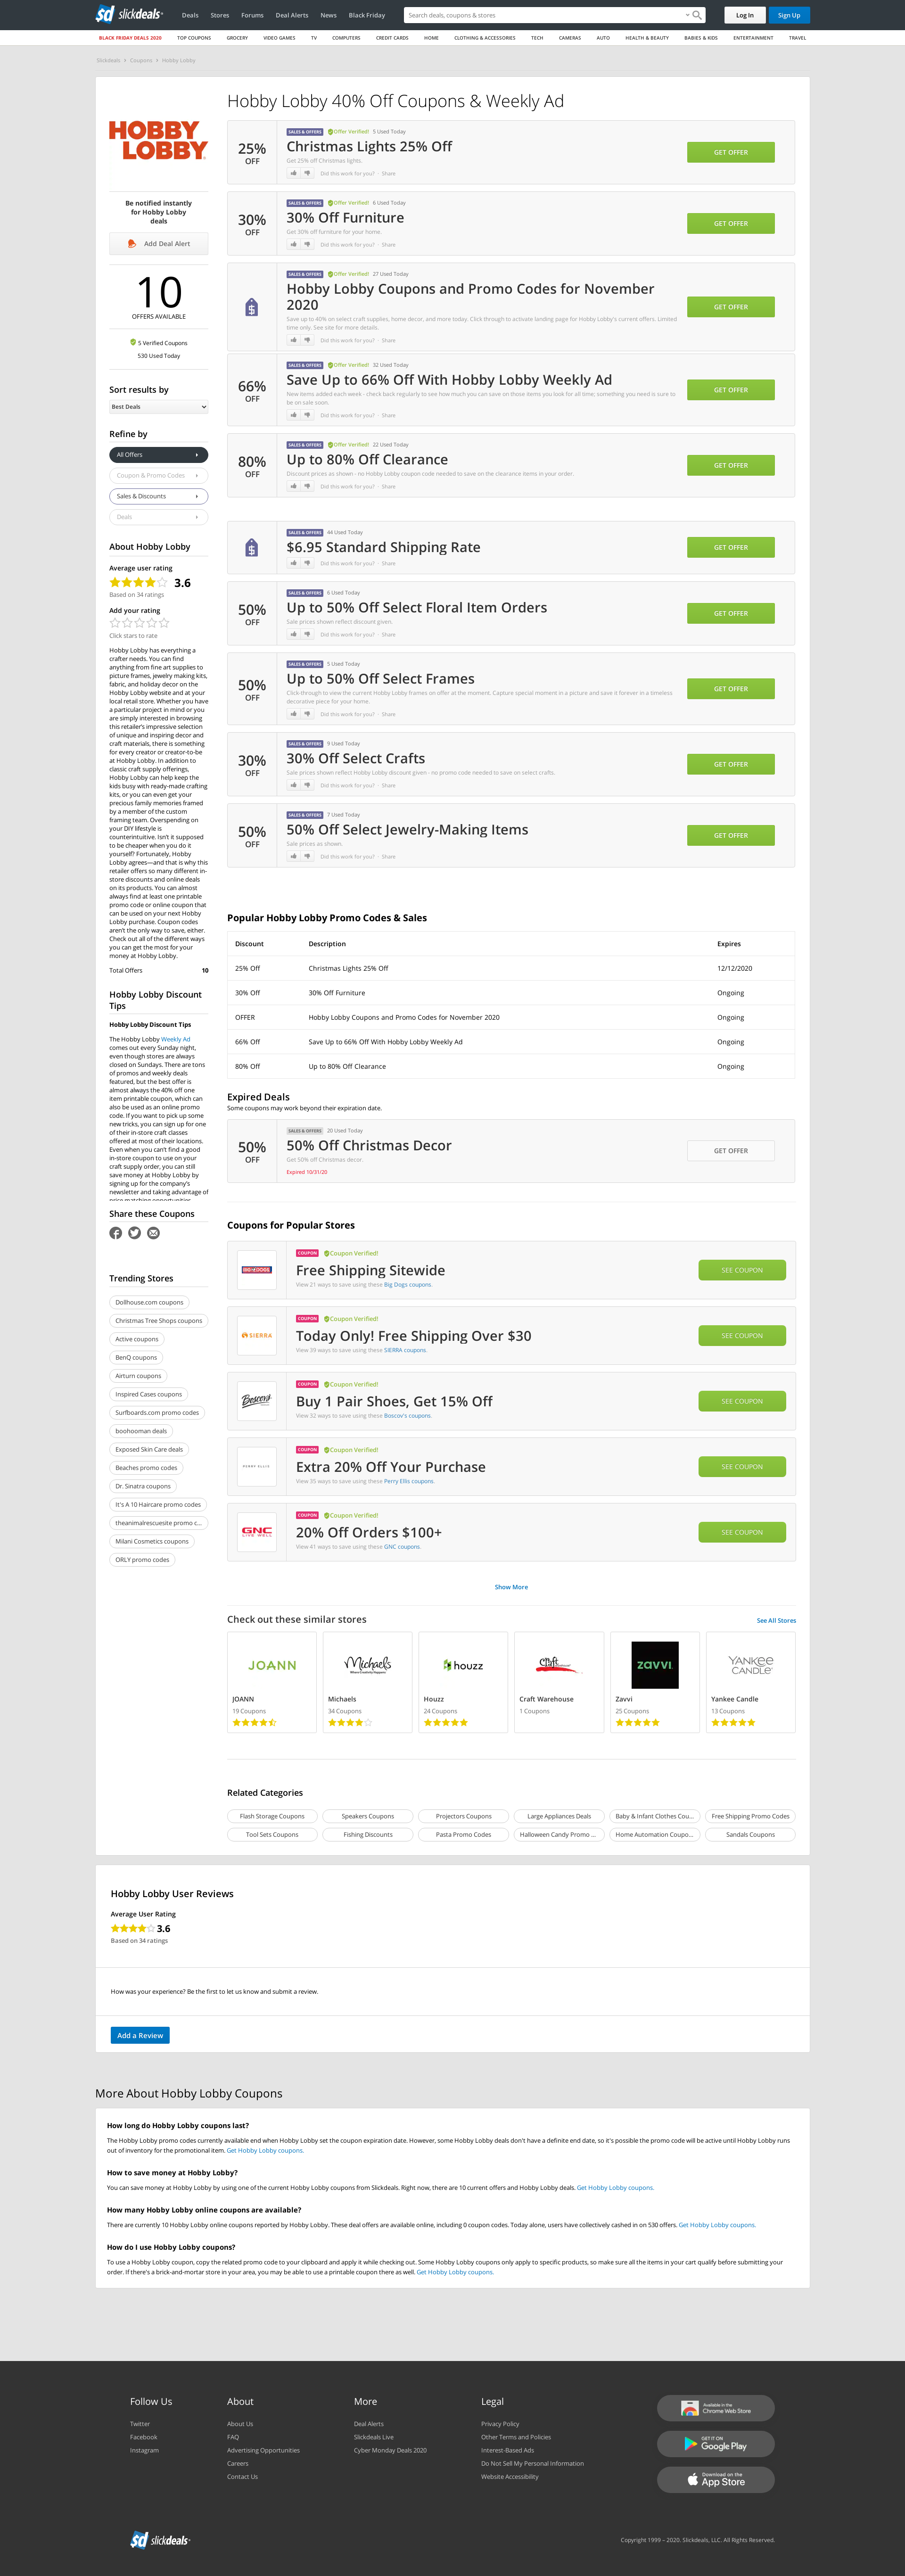 slickdeals
Deals
Stores
Forums
Deal Alerts
News
Black Friday
Search deals, coupons & stores
Log In
Sign Up
BLACK FRIDAY DEALS 2020
TOP COUPONS
GROCERY
VIDEO GAMES
TV
COMPUTERS
CREDIT CARDS
HOME
CLOTHING & ACCESSORIES
TECH
CAMERAS
AUTO
HEALTH & BEAUTY
BABIES & KIDS
ENTERTAINMENT
TRAVEL
Slickdeals
Coupons
Hobby Lobby
HOBBY
LOBBY
Be notified instantly
for Hobby Lobby
deals
Add Deal Alert
10
OFFERS AVAILABLE
5 Verified Coupons
530 Used Today
Sort results by
Best Deals
Refine by
All Offers
Coupon & Promo Codes
Sales & Discounts
Deals
About Hobby Lobby
Average user rating
3.6
Based on 34 ratings
Add your rating
Click stars to rate
Hobby Lobby has everything a
crafter needs. You can find
anything from fine art supplies to
picture frames, jewelry making kits,
fabric, and holiday decor on the
Hobby Lobby website and at your
local retail store. Whether you have
a particular project in mind or you
are simply interested in browsing
this retailer's impressive selection
of unique and inspiring decor and
craft materials, there is something
for every creator or creator-to-be
at Hobby Lobby. In addition to
classic craft supply offerings,
Hobby Lobby can help keep the
kids busy with ready-made crafting
kits, or you can even get your
precious family memories framed
by a member of the custom
framing team. Overspending on
your DIY lifestyle is
counterintuitive. Isn't it supposed
to be cheaper when you do it
yourself? Fortunately, Hobby
Lobby agrees—and that is why this
retailer offers so many different in-
store discounts and online deals
on its products. You can almost
always find at least one printable
promo code or online coupon that
can be used on your next Hobby
Lobby purchase. Coupon codes
aren't the only way to save, either.
Check out all of the different ways
you can get the most for your
money at Hobby Lobby.
Total Offers 10
Hobby Lobby Discount
Tips
Hobby Lobby Discount Tips
The Hobby Lobby Weekly Ad
comes out every Sunday night,
even though stores are always
closed on Sundays. There are tons
of promos and weekly deals
featured, but the best offer is
almost always the 40% off one
item printable coupon, which can
also be used as an online promo
code. If you want to pick up some
new tricks, you can sign up for one
of their in-store craft classes
offered at most of their locations.
Even when you can't find a good
in-store coupon to use on your
craft supply order, you can still
save money at Hobby Lobby by
signing up for the company's
newsletter and taking advantage of
price matching opportunities
Share these Coupons
Trending Stores
Dollhouse.com coupons
Christmas Tree Shops coupons
Active coupons
BenQ coupons
Airturn coupons
Inspired Cases coupons
Surfboards.com promo codes
boohooman deals
Exposed Skin Care deals
Beaches promo codes
Dr. Sinatra coupons
It's A 10 Haircare promo codes
theanimalrescuesite promo c...
Milani Cosmetics coupons
ORLY promo codes
Hobby Lobby 40% Off Coupons & Weekly Ad
25%
OFF
SALES & OFFERS Offer Verified! 5 Used Today
Christmas Lights 25% Off
Get 25% off Christmas lights.
Did this work for you? · Share
GET OFFER
30%
OFF
SALES & OFFERS Offer Verified! 6 Used Today
30% Off Furniture
Get 30% off furniture for your home.
Did this work for you? · Share
GET OFFER
SALES & OFFERS Offer Verified! 27 Used Today
Hobby Lobby Coupons and Promo Codes for November
2020
Save up to 40% on select craft supplies, home decor, and more today. Click through to activate landing page for Hobby Lobby's current offers. Limited
time only. See site for more details.
Did this work for you? · Share
GET OFFER
66%
OFF
SALES & OFFERS Offer Verified! 32 Used Today
Save Up to 66% Off With Hobby Lobby Weekly Ad
New items added each week - check back regularly to see how much you can save on those items you look for all time; something you need is sure to
be on sale soon.
Did this work for you? · Share
GET OFFER
80%
OFF
SALES & OFFERS Offer Verified! 22 Used Today
Up to 80% Off Clearance
Discount prices as shown - no Hobby Lobby coupon code needed to save on the clearance items in your order.
Did this work for you? · Share
GET OFFER
SALES & OFFERS 44 Used Today
$6.95 Standard Shipping Rate
Did this work for you? · Share
GET OFFER
50%
OFF
SALES & OFFERS 6 Used Today
Up to 50% Off Select Floral Item Orders
Sale prices shown reflect discount given.
Did this work for you? · Share
GET OFFER
50%
OFF
SALES & OFFERS 5 Used Today
Up to 50% Off Select Frames
Click-through to view the current Hobby Lobby frames on offer at the moment. Capture special moment in a picture and save it forever in a timeless
decorative piece for your home.
Did this work for you? · Share
GET OFFER
30%
OFF
SALES & OFFERS 9 Used Today
30% Off Select Crafts
Sale prices shown reflect Hobby Lobby discount given - no promo code needed to save on select crafts.
Did this work for you? · Share
GET OFFER
50%
OFF
SALES & OFFERS 7 Used Today
50% Off Select Jewelry-Making Items
Sale prices as shown.
Did this work for you? · Share
GET OFFER
Popular Hobby Lobby Promo Codes & Sales
Discount Description Expires
25% Off Christmas Lights 25% Off 12/12/2020
30% Off 30% Off Furniture Ongoing
OFFER Hobby Lobby Coupons and Promo Codes for November 2020 Ongoing
66% Off Save Up to 66% Off With Hobby Lobby Weekly Ad Ongoing
80% Off Up to 80% Off Clearance Ongoing
Expired Deals
Some coupons may work beyond their expiration date.
50%
OFF
SALES & OFFERS 20 Used Today
50% Off Christmas Decor
Get 50% off Christmas decor.
Expired 10/31/20
GET OFFER
Coupons for Popular Stores
BIG DOGS
COUPON Coupon Verified!
Free Shipping Sitewide
View 21 ways to save using these Big Dogs coupons.
SEE COUPON
SIERRA
COUPON Coupon Verified!
Today Only! Free Shipping Over $30
View 39 ways to save using these SIERRA coupons.
SEE COUPON
Boscov's
COUPON Coupon Verified!
Buy 1 Pair Shoes, Get 15% Off
View 32 ways to save using these Boscov's coupons.
SEE COUPON
PERRY ELLIS
COUPON Coupon Verified!
Extra 20% Off Your Purchase
View 35 ways to save using these Perry Ellis coupons.
SEE COUPON
GNC
LIVE WELL
COUPON Coupon Verified!
20% Off Orders $100+
View 41 ways to save using these GNC coupons.
SEE COUPON
Show More
Check out these similar stores
See All Stores
JOANN
JOANN
19 Coupons
Michaels
Where Creativity Happens
Michaels
34 Coupons
houzz
Houzz
24 Coupons
Craft
Craft Warehouse
1 Coupons
ZAVVI
Zavvi
25 Coupons
YANKEE
CANDLE
Yankee Candle
13 Coupons
Related Categories
Flash Storage Coupons
Speakers Coupons
Projectors Coupons
Large Appliances Deals
Baby & Infant Clothes Cou...
Free Shipping Promo Codes
Tool Sets Coupons
Fishing Discounts
Pasta Promo Codes
Halloween Candy Promo ...
Home Automation Coupo...
Sandals Coupons
Hobby Lobby User Reviews
Average User Rating
3.6
Based on 34 ratings
How was your experience? Be the first to let us know and submit a review.
Add a Review
More About Hobby Lobby Coupons
How long do Hobby Lobby coupons last?
The Hobby Lobby promo codes currently available end when Hobby Lobby set the coupon expiration date. However, some Hobby Lobby deals don't have a definite end date, so it's possible the promo code will be active until Hobby Lobby runs
out of inventory for the promotional item. Get Hobby Lobby coupons.
How to save money at Hobby Lobby?
You can save money at Hobby Lobby by using one of the current Hobby Lobby coupons from Slickdeals. Right now, there are 10 current offers and Hobby Lobby deals. Get Hobby Lobby coupons.
How many Hobby Lobby online coupons are available?
There are currently 10 Hobby Lobby online coupons reported by Hobby Lobby. These deal offers are available online, including 0 coupon codes. Today alone, users have collectively cashed in on 530 offers. Get Hobby Lobby coupons.
How do I use Hobby Lobby coupons?
To use a Hobby Lobby coupon, copy the related promo code to your clipboard and apply it while checking out. Some Hobby Lobby coupons only apply to specific products, so make sure all the items in your cart qualify before submitting your
order. If there's a brick-and-mortar store in your area, you may be able to use a printable coupon there as well. Get Hobby Lobby coupons.
Follow Us
Twitter
Facebook
Instagram
About
About Us
FAQ
Advertising Opportunities
Careers
Contact Us
More
Deal Alerts
Slickdeals Live
Cyber Monday Deals 2020
Legal
Privacy Policy
Other Terms and Policies
Interest-Based Ads
Do Not Sell My Personal Information
Website Accessibility
Available in the
Chrome Web Store
GET IT ON
Google Play
Download on the
App Store
slickdeals
Copyright 1999 – 2020. Slickdeals, LLC. All Rights Reserved.